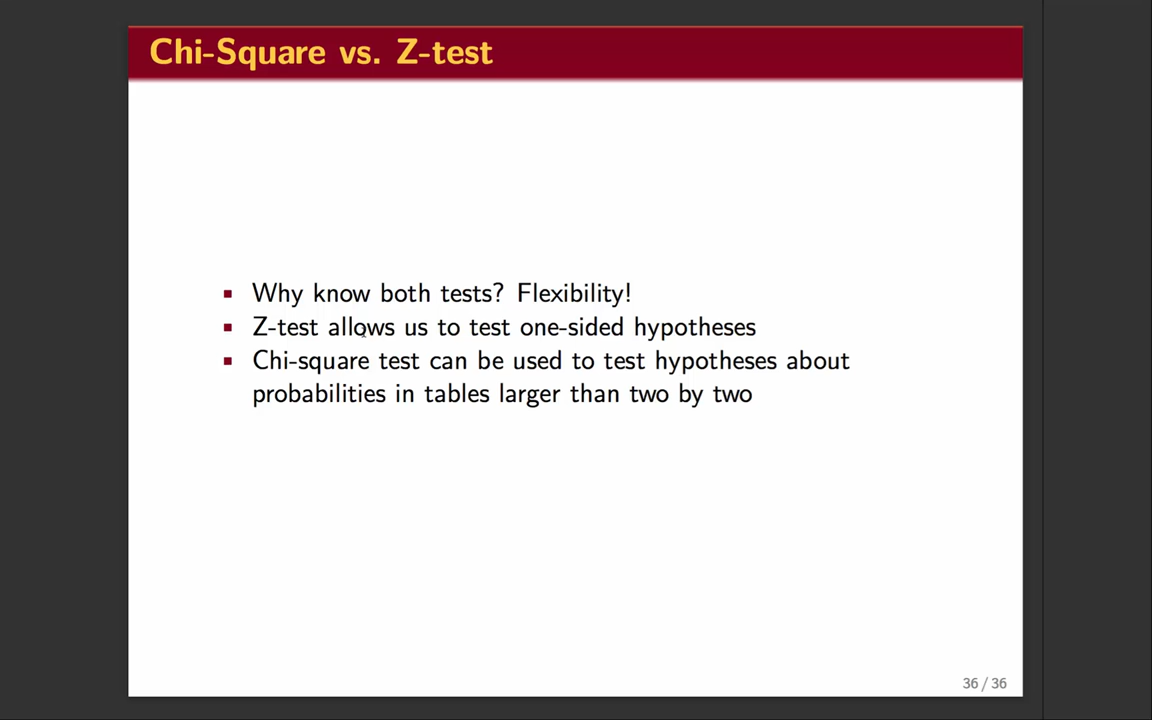 Chi-Square vs. Z-test
▪ Why know both tests? Flexibility!
▪ Z-test allows us to test one-sided hypotheses
▪ Chi-square test can be used to test hypotheses about
probabilities in tables larger than two by two
36 / 36